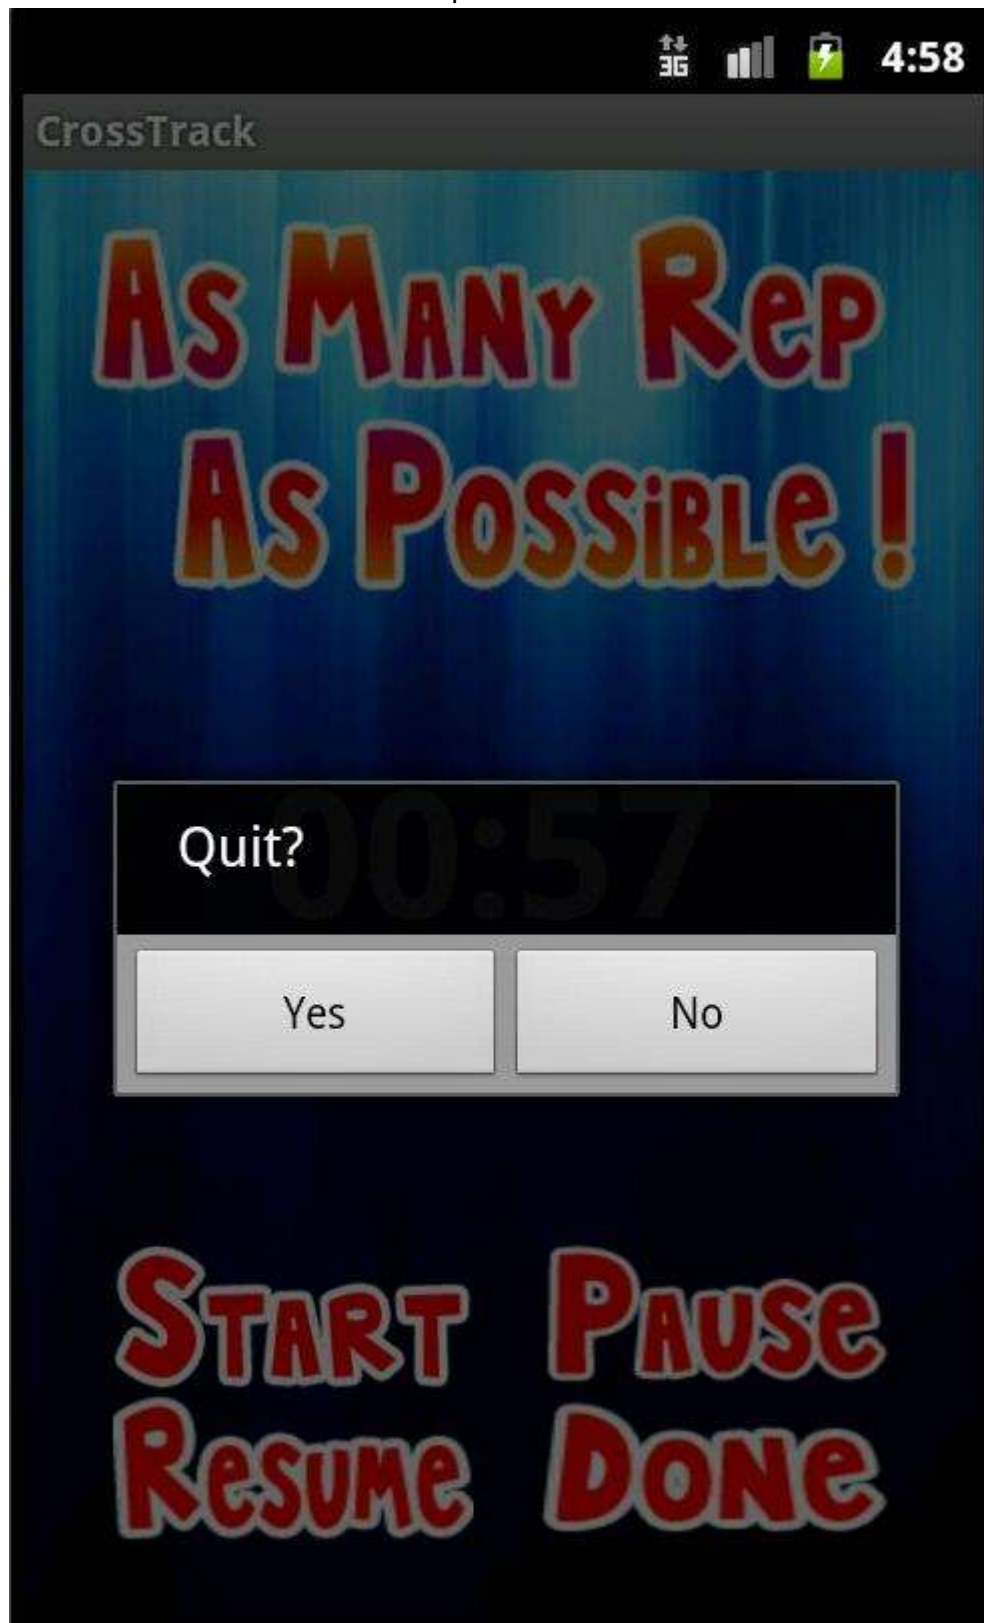 3G 4:58
CrossTrack
As Many Rep
As Possible !
00:57
Quit?
Yes No
Start Pause
Resume Done